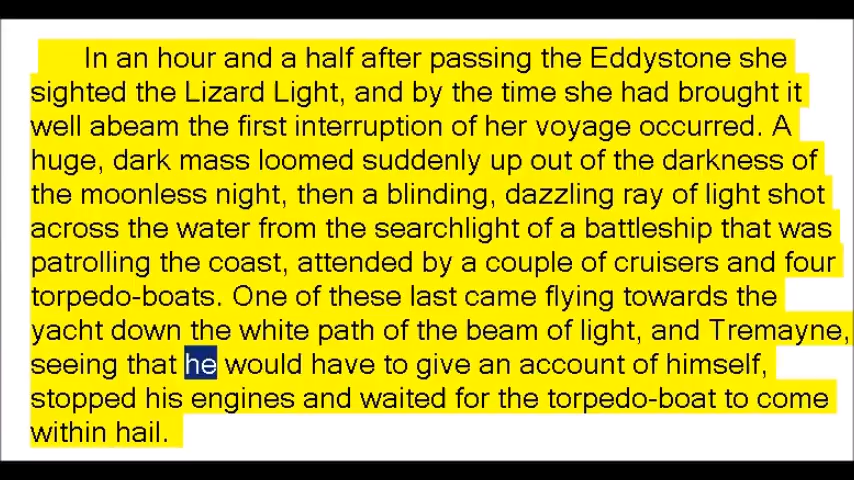 In an hour and a half after passing the Eddystone she
sighted the Lizard Light, and by the time she had brought it
well abeam the first interruption of her voyage occurred. A
huge, dark mass loomed suddenly up out of the darkness of
the moonless night, then a blinding, dazzling ray of light shot
across the water from the searchlight of a battleship that was
patrolling the coast, attended by a couple of cruisers and four
torpedo-boats. One of these last came flying towards the
yacht down the white path of the beam of light, and Tremayne,
seeing that he would have to give an account of himself,
stopped his engines and waited for the torpedo-boat to come
within hail.